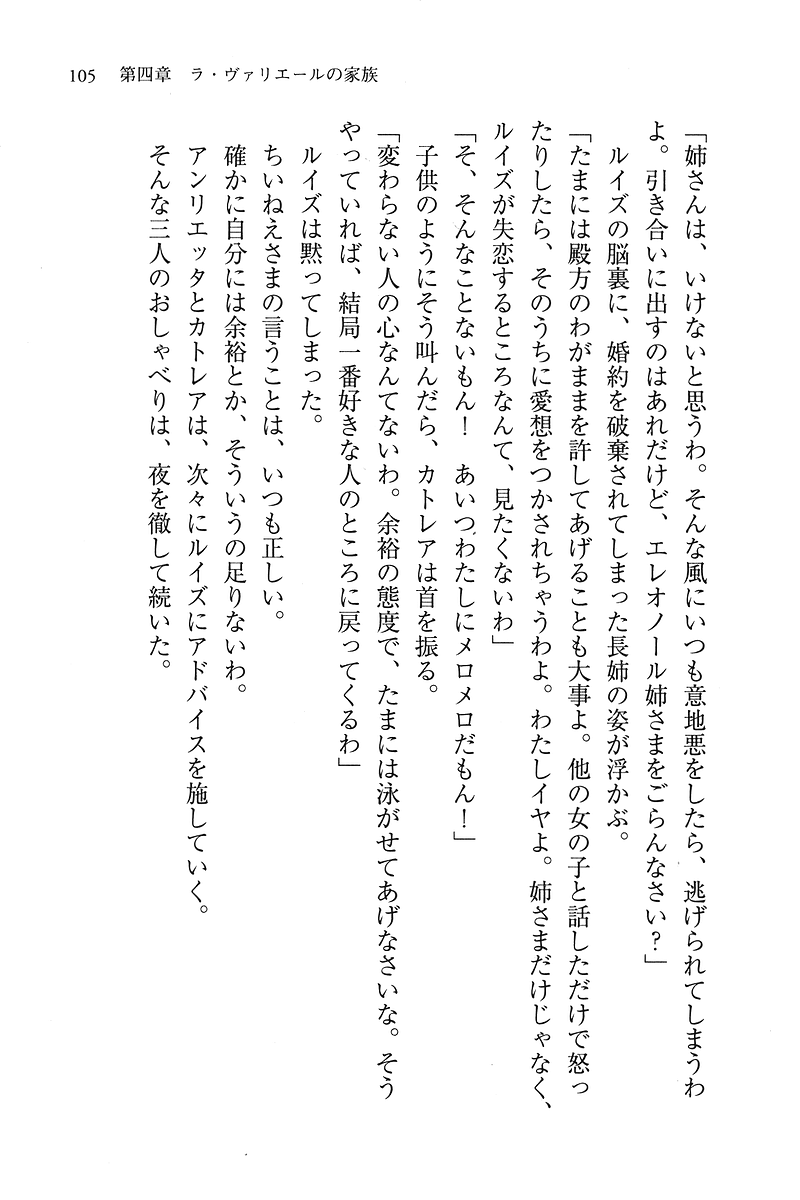 105　第四章　ラ・ヴァリエールの家族
「姉さんは、いけないと思うわ。そんな風にいつも意地悪をしたら、逃げられてしまうわ
よ。引き合いに出すのはあれだけど、エレオノール姉さまをごらんなさい？」
　ルイズの脳裏に、婚約を破棄されてしまった長姉の姿が浮かぶ。
「たまには殿方のわがままを許してあげることも大事よ。他の女の子と話しただけで怒っ
たりしたら、そのうちに愛想をつかされちゃうわよ。わたしイヤよ。姉さまだけじゃなく、
ルイズが失恋するところなんて、見たくないわ」
「そ、そんなことないもん！　あいつわたしにメロメロだもん！」
　子供のようにそう叫んだら、カトレアは首を振る。
「変わらない人の心なんてないわ。余裕の態度で、たまには泳がせてあげなさいな。そう
やっていれば、結局一番好きな人のところに戻ってくるわ」
　ルイズは黙ってしまった。
　ちいねえさまの言うことは、いつも正しい。
　確かに自分には余裕とか、そういうの足りないわ。
　アンリエッタとカトレアは、次々にルイズにアドバイスを施していく。
　そんな三人のおしゃべりは、夜を徹して続いた。